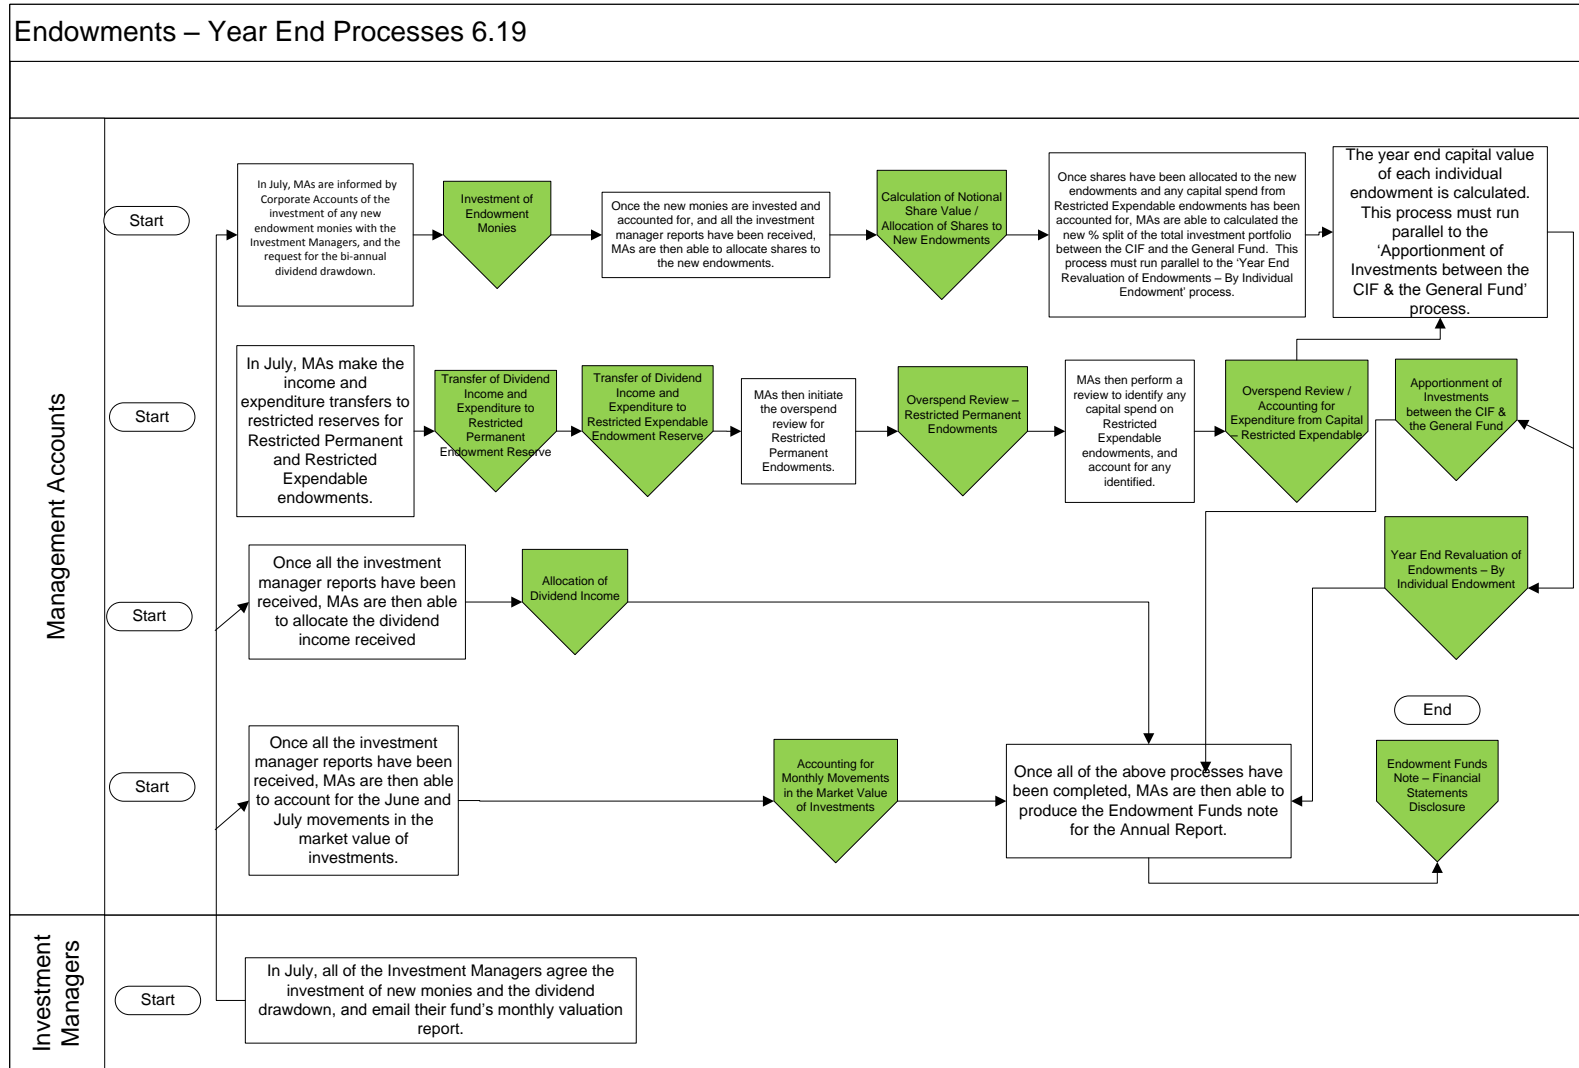 Endowments – Year End Processes 6.19
Management Accounts
Start
In July, MAs are informed by
Corporate Accounts of the
investment of any new
endowment monies with the
Investment Managers, and the
request for the bi-annual
dividend drawdown.
Investment of
Endowment
Monies
Once the new monies are invested and
accounted for, and all the investment
manager reports have been received,
MAs are then able to allocate shares to
the new endowments.
Calculation of Notional
Share Value /
Allocation of Shares to
New Endowments
Once shares have been allocated to the new
endowments and any capital spend from
Restricted Expendable endowments has been
accounted for, MAs are able to calculated the
new % split of the total investment portfolio
between the CIF and the General Fund.  This
process must run parallel to the ‘Year End
Revaluation of Endowments – By Individual
Endowment’ process.
The year end capital value
of each individual
endowment is calculated.
This process must run
parallel to the
‘Apportionment of
Investments between the
CIF & the General Fund’
process.
Start
In July, MAs make the
income and
expenditure transfers to
restricted reserves for
Restricted Permanent
and Restricted
Expendable
endowments.
Transfer of Dividend
Income and
Expenditure to
Restricted
Permanent
Endowment Reserve
Transfer of Dividend
Income and
Expenditure to
Restricted Expendable
Endowment Reserve
MAs then initiate
the overspend
review for
Restricted
Permanent
Endowments.
Overspend Review –
Restricted Permanent
Endowments
MAs then perform a
review to identify any
capital spend on
Restricted
Expendable
endowments, and
account for any
identified.
Overspend Review /
Accounting for
Expenditure from Capital
– Restricted Expendable
Apportionment of
Investments
between the CIF &
the General Fund
Start
Once all the investment
manager reports have been
received, MAs are then able
to allocate the dividend
income received
Allocation of
Dividend Income
Year End Revaluation of
Endowments – By
Individual Endowment
Start
Once all the investment
manager reports have been
received, MAs are then able
to account for the June and
July movements in the
market value of
investments.
Accounting for
Monthly Movements
in the Market Value
of Investments
Once all of the above processes have
been completed, MAs are then able to
produce the Endowment Funds note
for the Annual Report.
End
Endowment Funds
Note – Financial
Statements
Disclosure
Investment
Managers
Start
In July, all of the Investment Managers agree the
investment of new monies and the dividend
drawdown, and email their fund’s monthly valuation
report.